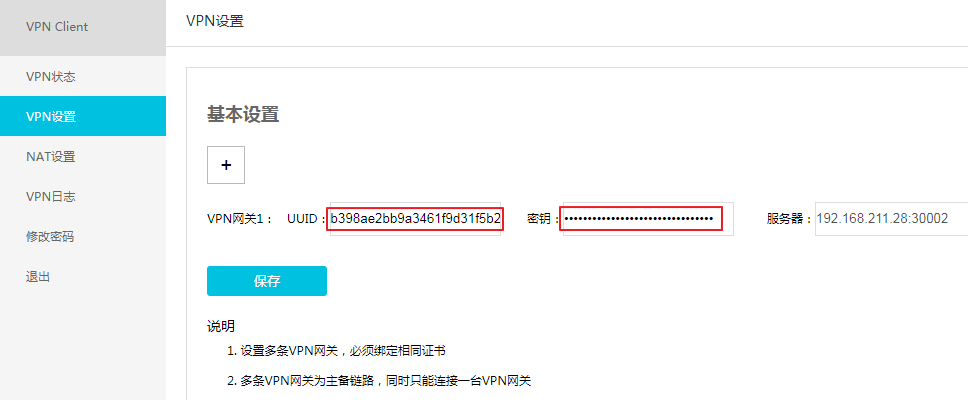 VPN Client
VPN状态
VPN设置
NAT设置
VPN日志
修改密码
退出
VPN设置
基本设置
+
VPN网关1： UUID： b398ae2bb9a3461f9d31f5b2 密钥： ••••••••••••••••••••••••••••••••• 服务器： 192.168.211.28:30002
保存
说明
1. 设置多条VPN网关，必须绑定相同证书
2. 多条VPN网关为主备链路，同时只能连接一台VPN网关